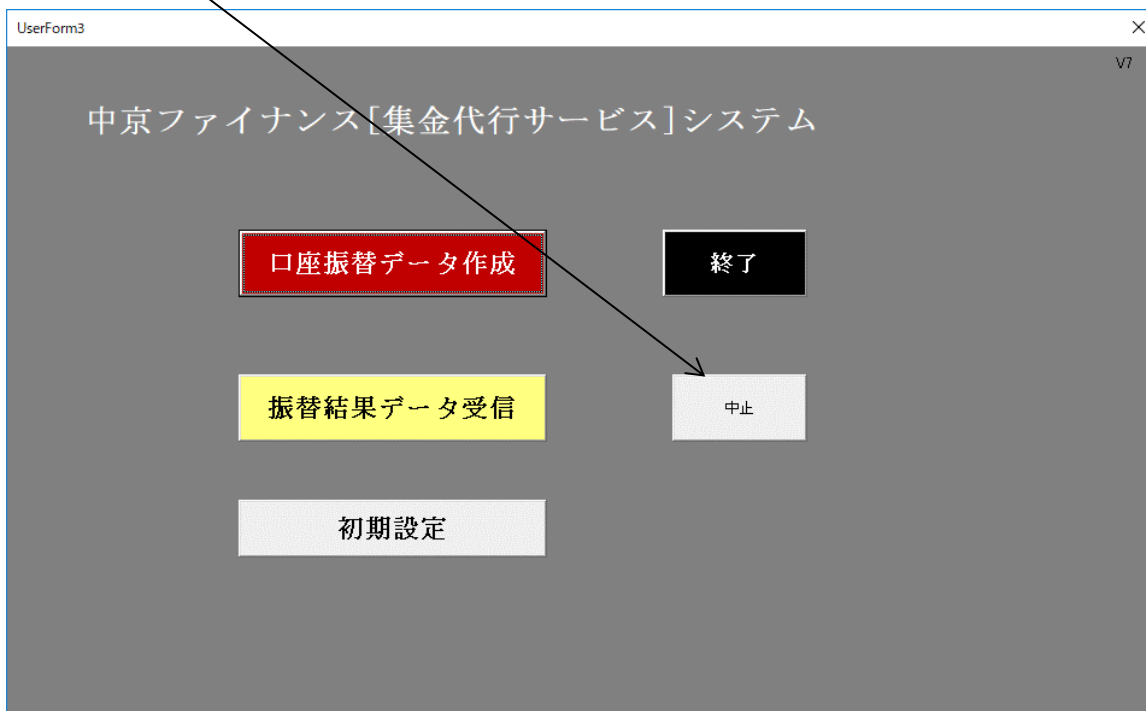 UserForm3
V7
中京ファイナンス[集金代行サービス]システム
口座振替データ作成
終了
振替結果データ受信
中止
初期設定